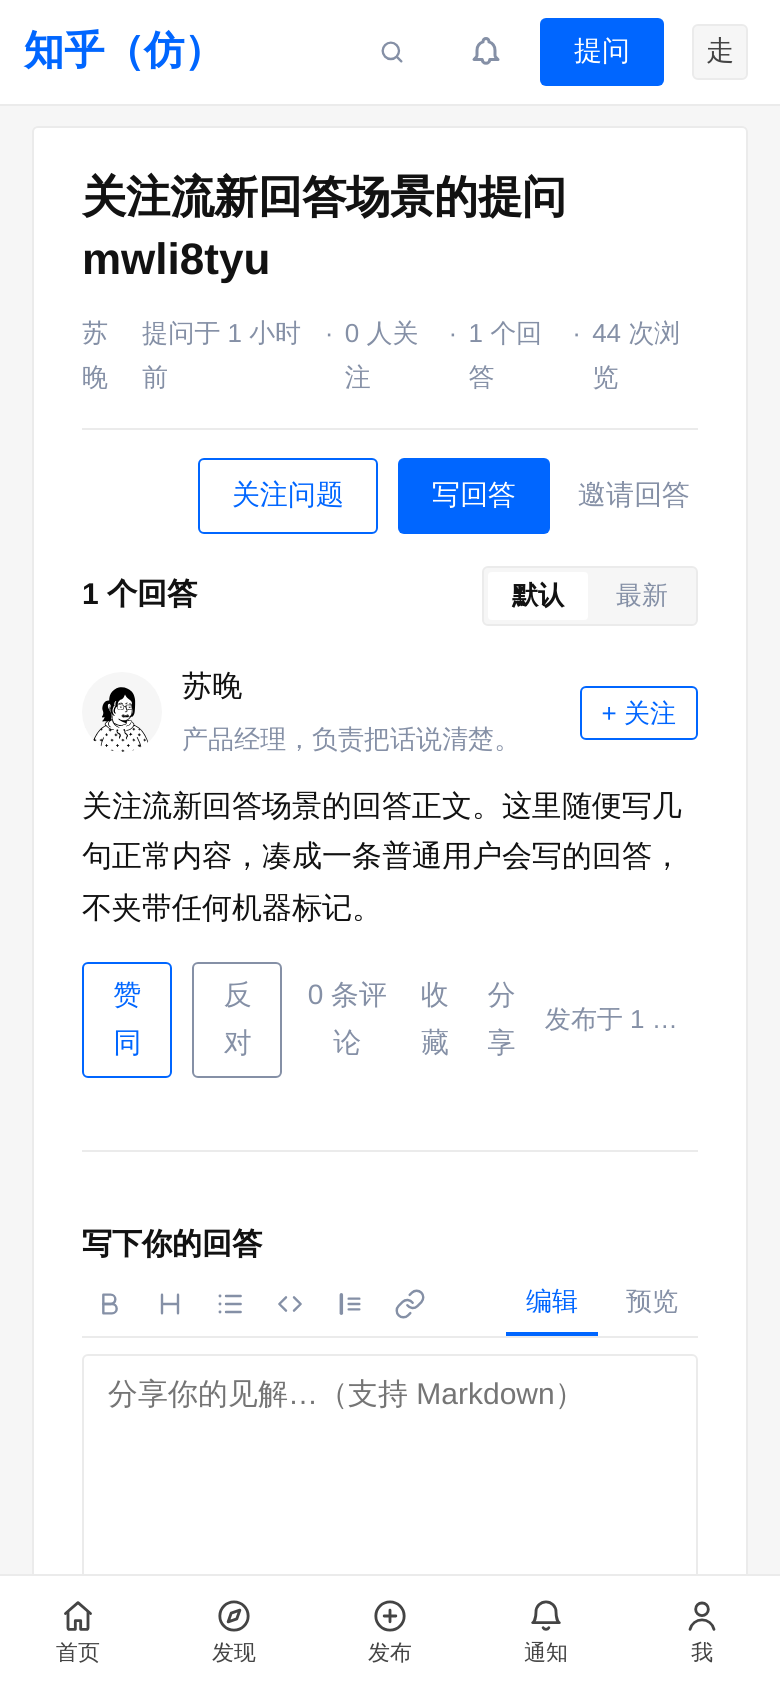 知乎（仿）
提问
走
关注流新回答场景的提问
mwli8tyu
苏晚 提问于 1 小时前 · 0 人关注 · 1 个回答 · 44 次浏览
关注问题
写回答
邀请回答
1 个回答
默认
最新
苏晚
产品经理，负责把话说清楚。
+ 关注
关注流新回答场景的回答正文。这里随便写几
句正常内容，凑成一条普通用户会写的回答，
不夹带任何机器标记。
赞同
反对
0 条评论
收藏
分享
发布于 1 …
写下你的回答
编辑
预览
分享你的见解…（支持 Markdown）
首页
发现
发布
通知
我